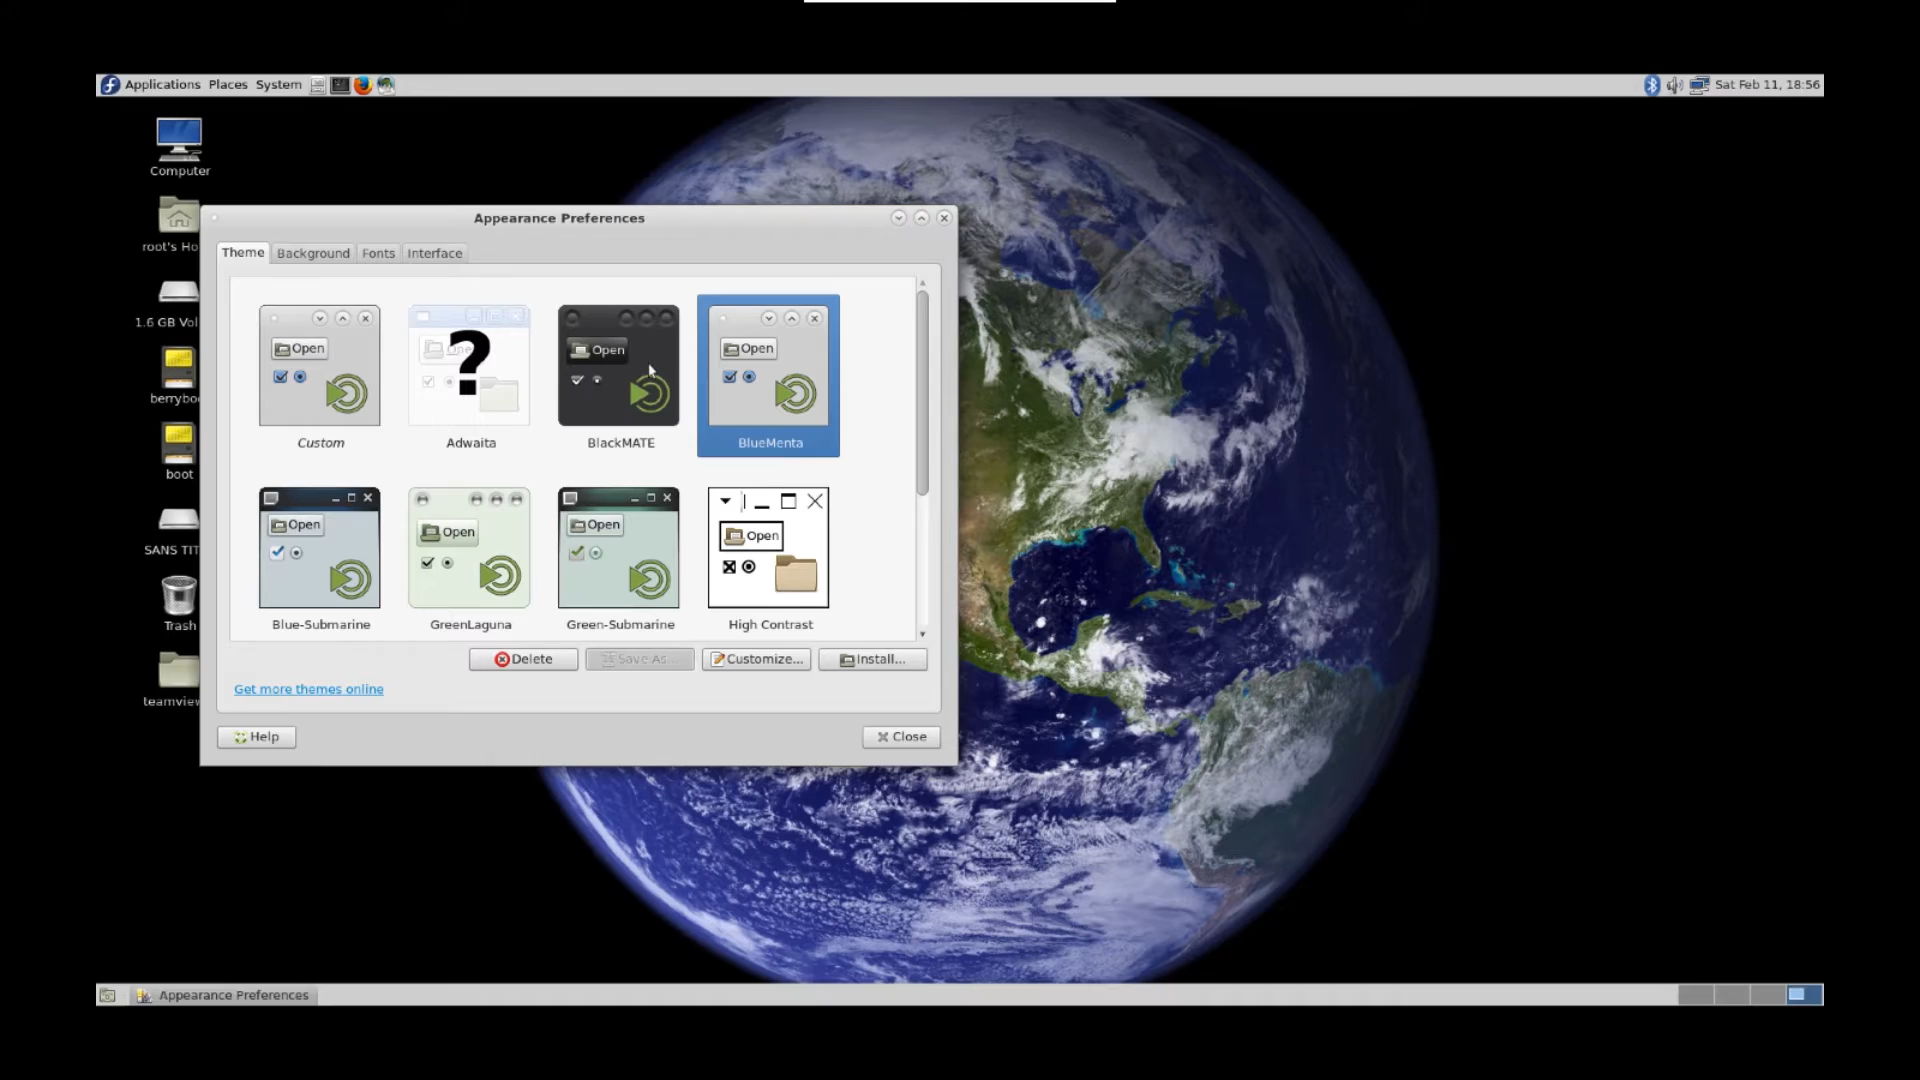 Applications Places System
Sat Feb 11, 18:56
Computer
root's Ho
1.6 GB Vol
berrybo
boot
SANS TIT
Trash
teamview
Appearance Preferences
Theme Background Fonts Interface
Open
Open
Open
Custom
Adwaita
BlackMATE
BlueMenta
Open
Open
Open
Open
Blue-Submarine
GreenLaguna
Green-Submarine
High Contrast
Delete
Save As...
Customize...
Install...
Get more themes online
Help
Close
Appearance Preferences